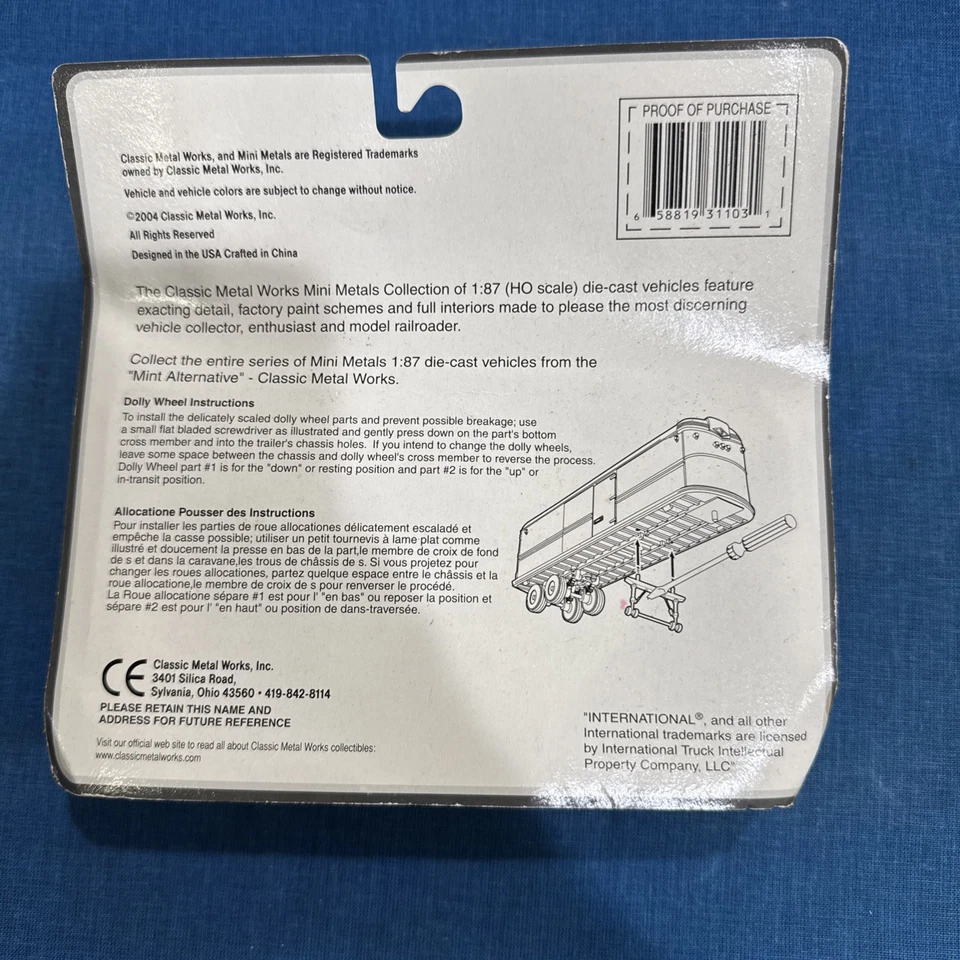 PROOF OF PURCHASE
6 58819 31103 1
Classic Metal Works, and Mini Metals are Registered Trademarks
owned by Classic Metal Works, Inc.
Vehicle and vehicle colors are subject to change without notice.
©2004 Classic Metal Works, Inc.
All Rights Reserved
Designed in the USA Crafted in China
The Classic Metal Works Mini Metals Collection of 1:87 (HO scale) die-cast vehicles feature
exacting detail, factory paint schemes and full interiors made to please the most discerning
vehicle collector, enthusiast and model railroader.
Collect the entire series of Mini Metals 1:87 die-cast vehicles from the
"Mint Alternative" - Classic Metal Works.
Dolly Wheel Instructions
To install the delicately scaled dolly wheel parts and prevent possible breakage; use
a small flat bladed screwdriver as illustrated and gently press down on the part's bottom
cross member and into the trailer's chassis holes. If you intend to change the dolly wheels,
leave some space between the chassis and dolly wheel's cross member to reverse the process.
Dolly Wheel part #1 is for the "down" or resting position and part #2 is for the "up" or
in-transit position.
Allocatione Pousser des Instructions
Pour installer les parties de roue allocationes délicatement escaladé et
empêche la casse possible; utiliser un petit tournevis à lame plat comme
illustré et doucement la presse en bas de la part,le membre de croix de fond
de s et dans la caravane,les trous de châssis de s. Si vous projetez pour
changer les roues allocationes, partez quelque espace entre le châssis et la
roue allocatione,le membre de croix de s pour renverser le procédé.
La Roue allocatione sépare #1 est pour l' "en bas" ou reposer la position et
sépare #2 est pour l' "en haut" ou position de dans-traversée.
CE
Classic Metal Works, Inc.
3401 Silica Road,
Sylvania, Ohio 43560 • 419-842-8114
PLEASE RETAIN THIS NAME AND
ADDRESS FOR FUTURE REFERENCE
Visit our official web site to read all about Classic Metal Works collectibles:
www.classicmetalworks.com
"INTERNATIONAL®, and all other
International trademarks are licensed
by International Truck Intellectual
Property Company, LLC"